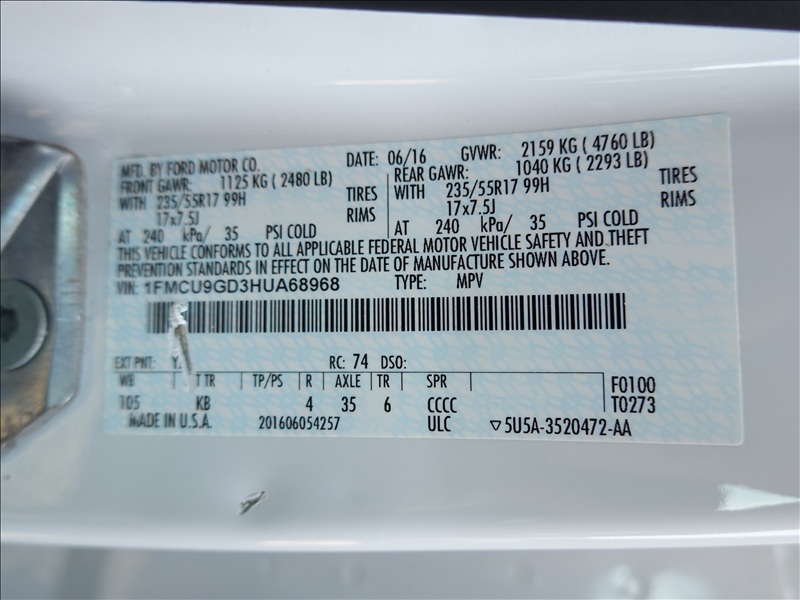 MFD. BY FORD MOTOR CO. DATE: 06/16 GVWR: 2159 KG ( 4760 LB)
FRONT GAWR: 1125 KG ( 2480 LB) REAR GAWR: 1040 KG ( 2293 LB)
WITH 235/55R17 99H TIRES WITH 235/55R17 99H TIRES
17x7.5J RIMS 17x7.5J RIMS
AT 240 kPa/ 35 PSI COLD AT 240 kPa/ 35 PSI COLD
THIS VEHICLE CONFORMS TO ALL APPLICABLE FEDERAL MOTOR VEHICLE SAFETY AND THEFT
PREVENTION STANDARDS IN EFFECT ON THE DATE OF MANUFACTURE SHOWN ABOVE.
VIN: 1FMCU9GD3HUA68968 TYPE: MPV
EXT PNT: RC: 74 DSO:
WB TR TP/PS R AXLE TR SPR F0100
105 KB 4 35 6 CCCC T0273
MADE IN U.S.A. 201606054257 ULC ▽5U5A-3520472-AA